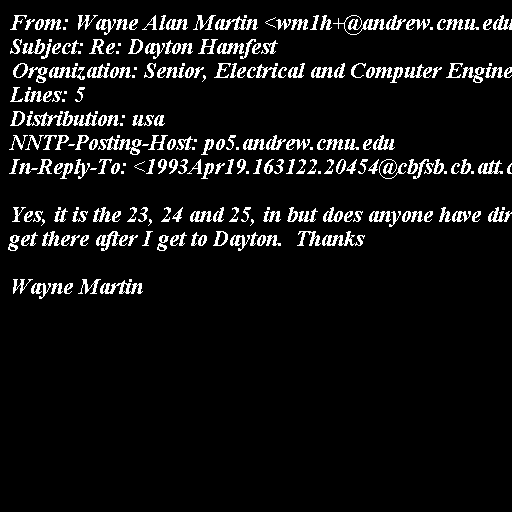 From: Wayne Alan Martin <wm1h+@andrew.cmu.edu
Subject: Re: Dayton Hamfest
Organization: Senior, Electrical and Computer Engine
Lines: 5
Distribution: usa
NNTP-Posting-Host: po5.andrew.cmu.edu
In-Reply-To: <1993Apr19.163122.20454@cbfsb.cb.att.c
Yes, it is the 23, 24 and 25, in but does anyone have dir
get there after I get to Dayton.  Thanks
Wayne Martin